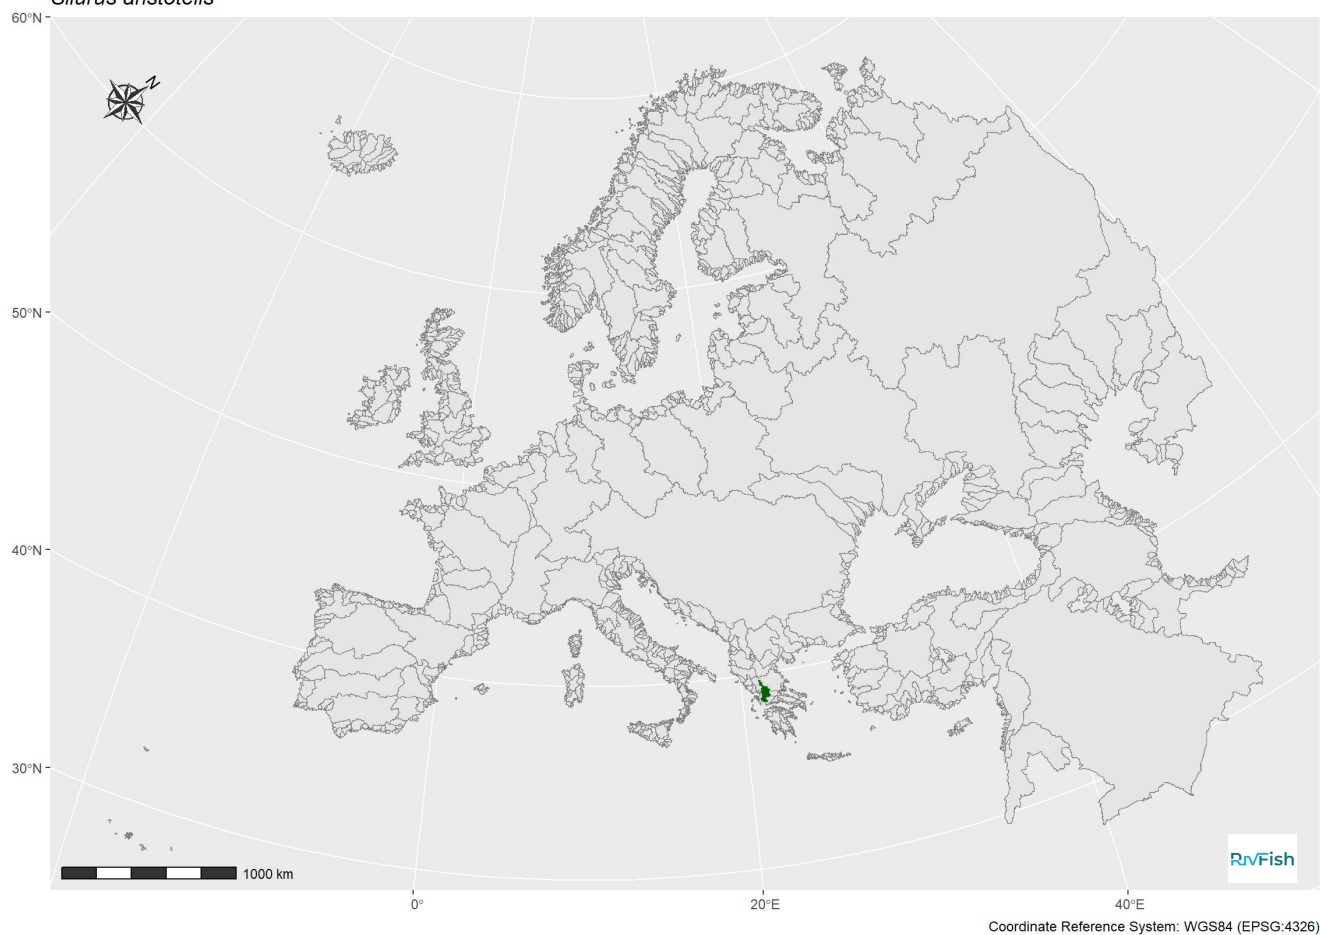 Silurus aristotelis
60°N
N
50°N
40°N
30°N
1000 km
RivFish
0°
20°E
40°E
Coordinate Reference System: WGS84 (EPSG:4326)